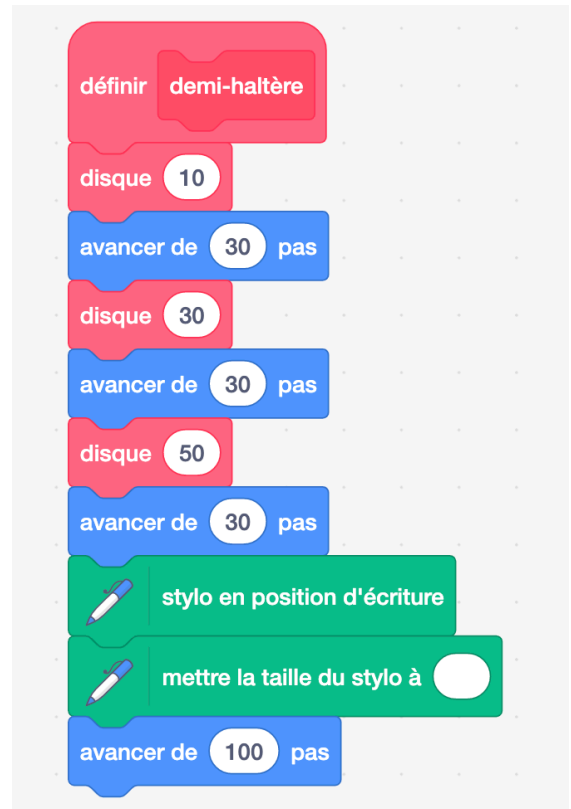 définir demi-haltère
disque 10
avancer de 30 pas
disque 30
avancer de 30 pas
disque 50
avancer de 30 pas
stylo en position d'écriture
mettre la taille du stylo à
avancer de 100 pas